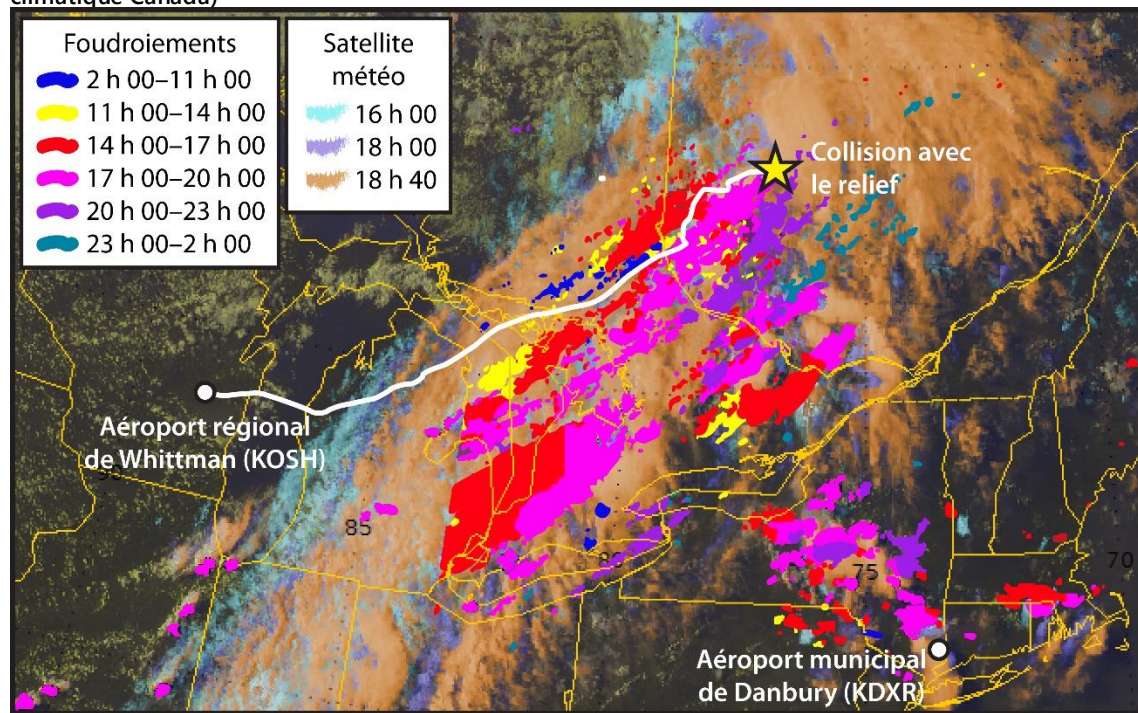 climatique Canada)
Foudroiements
2 h 00–11 h 00
11 h 00–14 h 00
14 h 00–17 h 00
17 h 00–20 h 00
20 h 00–23 h 00
23 h 00–2 h 00
Satellite
météo
16 h 00
18 h 00
18 h 40
Collision avec
le relief
Aéroport régional
de Whittman (KOSH)
85
75
70
Aéroport municipal
de Danbury (KDXR)